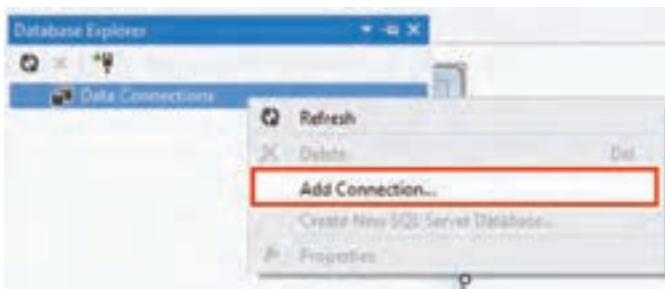 Database Explorer
Data Connections
Refresh
Delete Del
Add Connection...
Create New SQL Server Database...
Properties